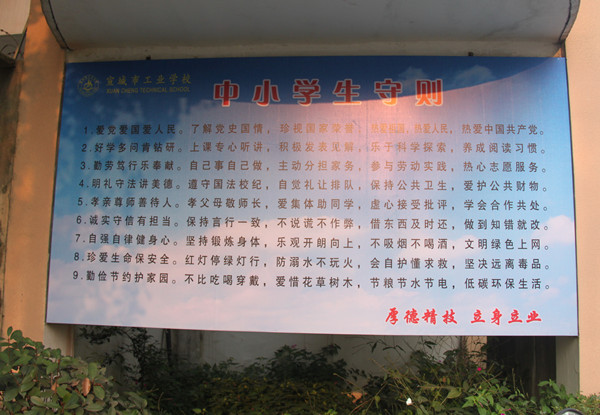 宣城市工业学校
XUAN CHENG TECHNICAL SCHOOL
中小学生守则
1.爱党爱国爱人民。了解党史国情，珍视国家荣誉，热爱祖国，热爱人民，热爱中国共产党。
2.好学多问肯钻研。上课专心听讲，积极发表见解，乐于科学探索，养成阅读习惯。
3.勤劳笃行乐奉献。自己事自己做，主动分担家务，参与劳动实践，热心志愿服务。
4.明礼守法讲美德。遵守国法校纪，自觉礼让排队，保持公共卫生，爱护公共财物。
5.孝亲尊师善待人。孝父母敬师长，爱集体助同学，虚心接受批评，学会合作共处。
6.诚实守信有担当。保持言行一致，不说谎不作弊，借东西及时还，做到知错就改。
7.自强自律健身心。坚持锻炼身体，乐观开朗向上，不吸烟不喝酒，文明绿色上网。
8.珍爱生命保安全。红灯停绿灯行，防溺水不玩火，会自护懂求救，坚决远离毒品。
9.勤俭节约护家园。不比吃喝穿戴，爱惜花草树木，节粮节水节电，低碳环保生活。
厚德精技 立身立业